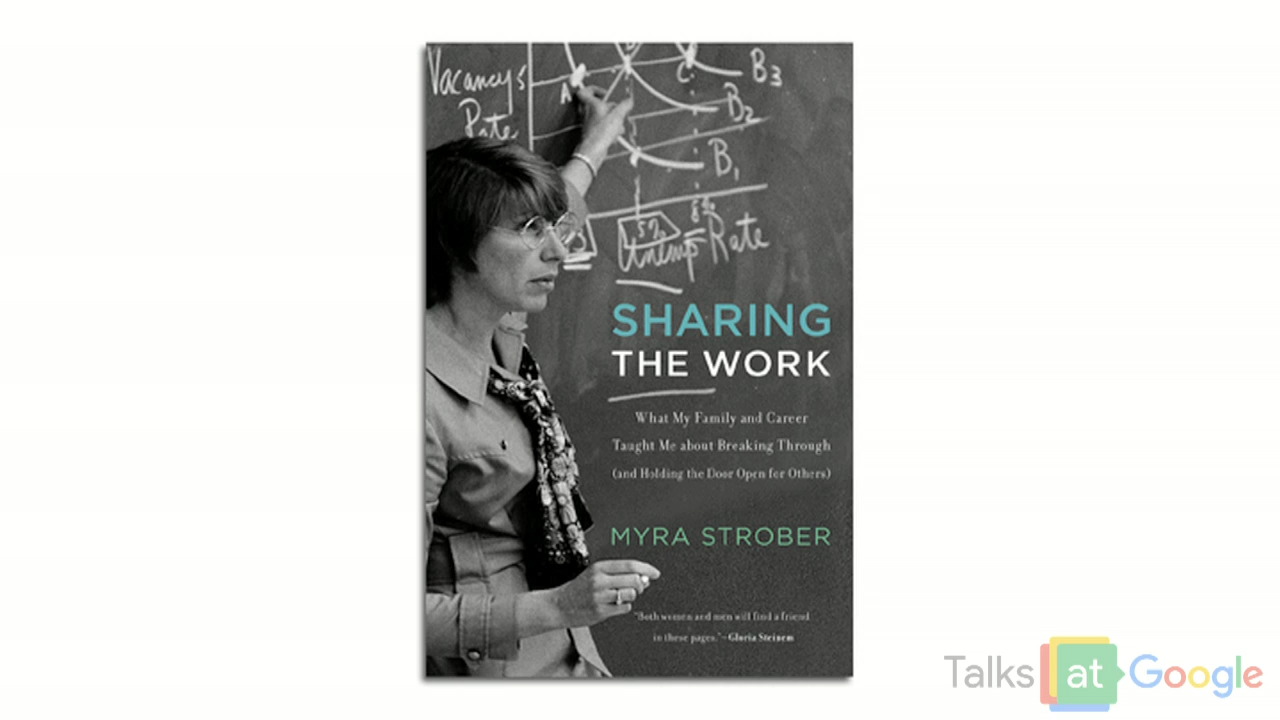 Vacancy
Rate
A
C
B3
B2
B1
5%
8%
Unemp Rate
SHARING
THE WORK
What My Family and Career
Taught Me about Breaking Through
(and Holding the Door Open for Others)
MYRA STROBER
"Both women and men will find a friend
in these pages."—Gloria Steinem
Talks at Google